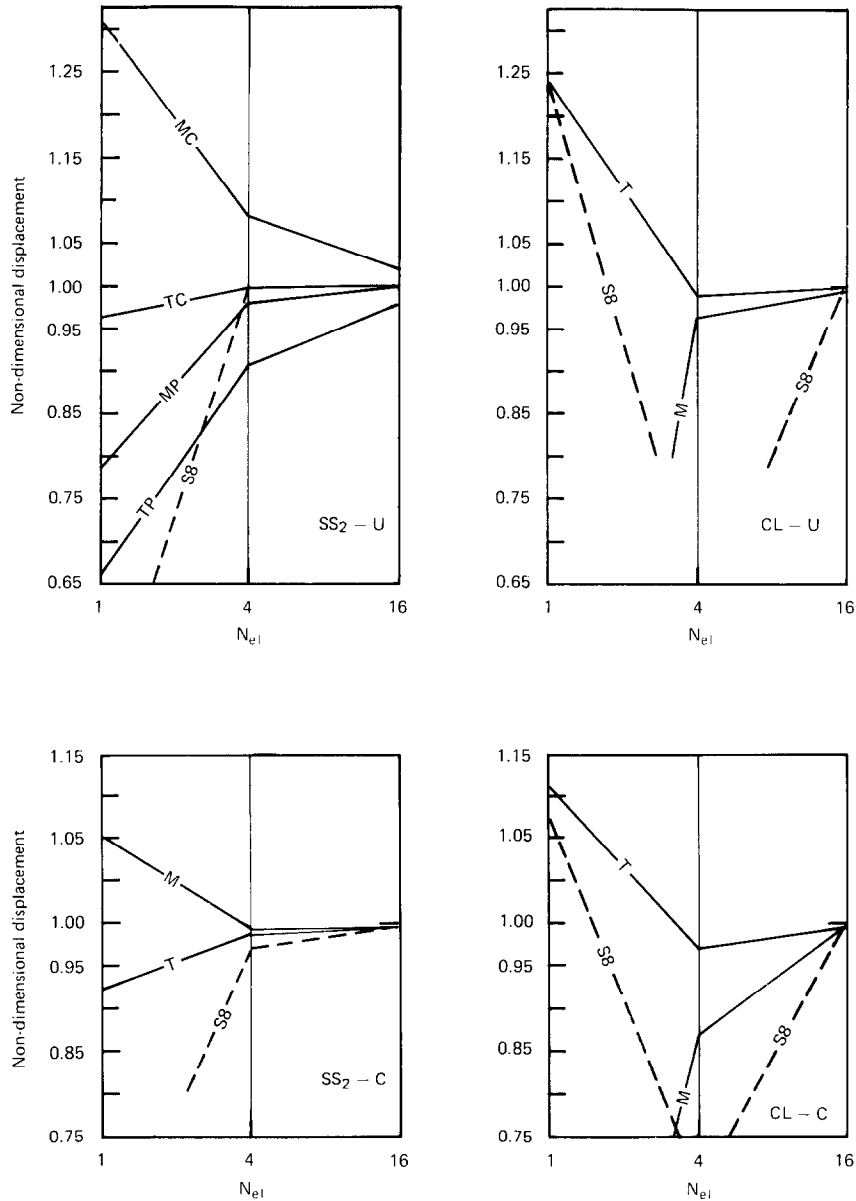 Non-dimensional displacement
1.25
1.15
1.05
1.00
0.95
0.85
0.75
0.65
MC
TC
MP
TP
S8
SS₂ – U
1
4
16
Nₑₗ
1.25
1.15
1.05
1.00
0.95
0.85
0.75
0.65
T
S8
M
S8
CL – U
1
4
16
Nₑₗ
Non-dimensional displacement
1.15
1.05
1.00
0.95
0.85
0.75
M
T
S8
SS₂ – C
1
4
16
Nₑₗ
1.15
1.05
1.00
0.95
0.85
0.75
T
S8
M
S8
CL – C
1
4
16
Nₑₗ